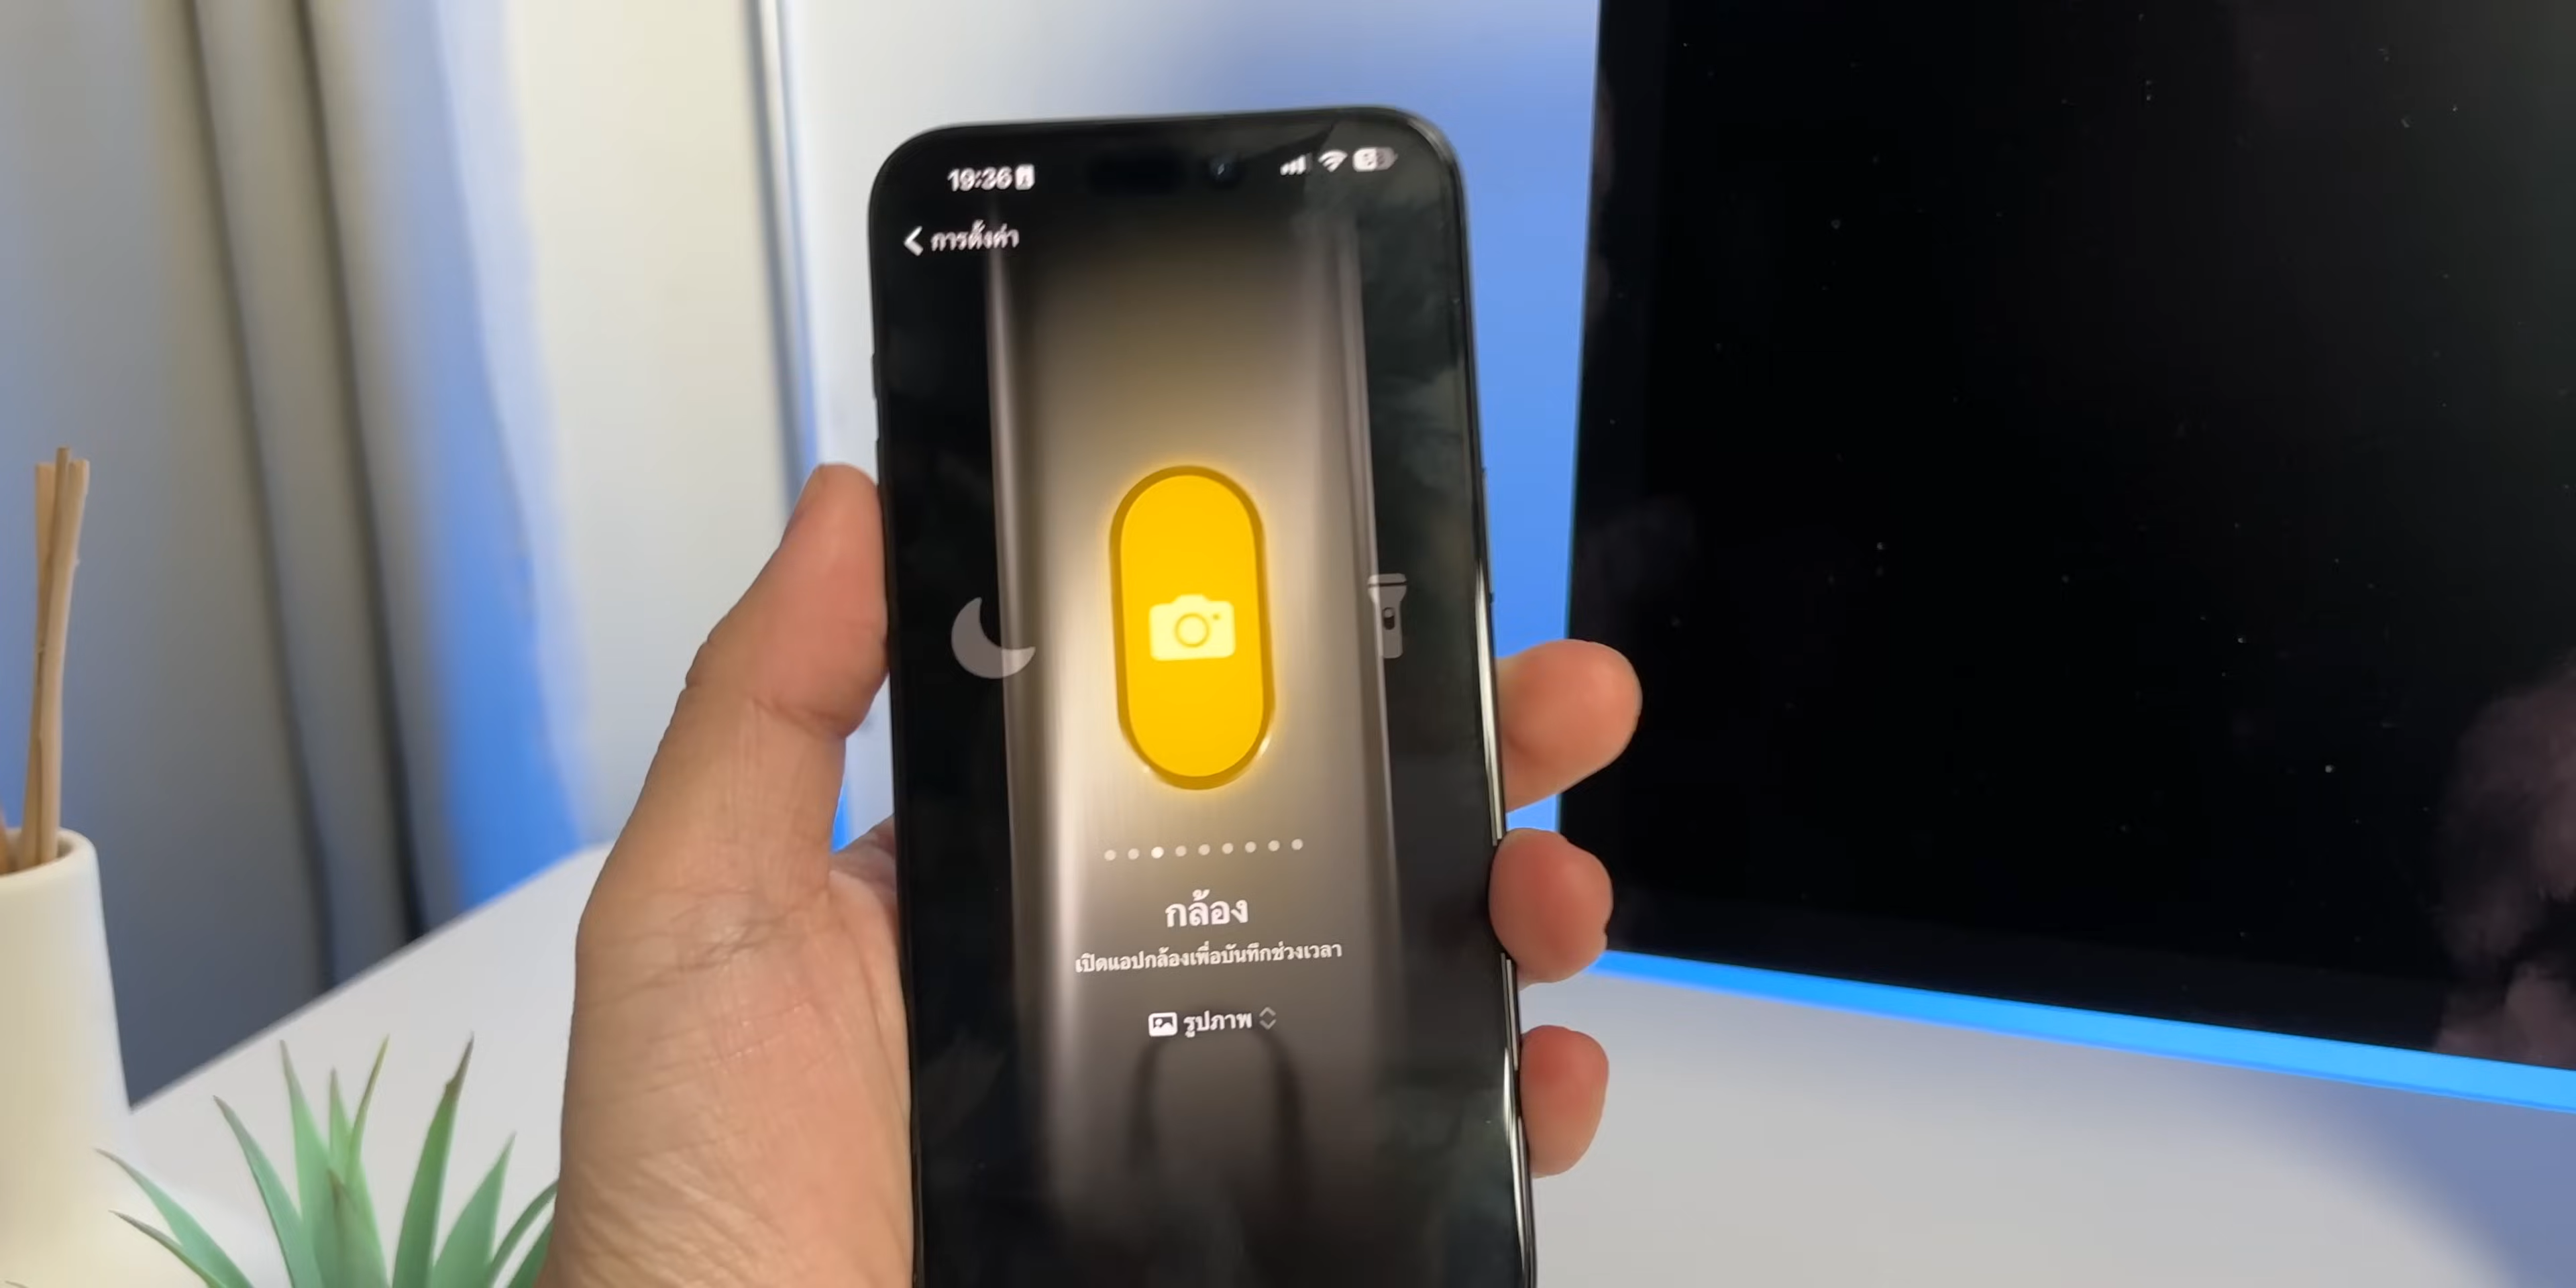 19:36
การตั้งค่า
กล้อง
เปิดแอปกล้องเพื่อบันทึกช่วงเวลา
รูปภาพ